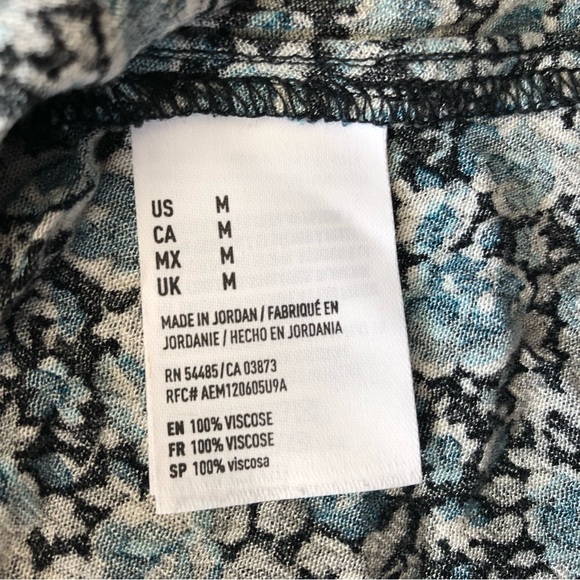 US M
CA M
MX M
UK M
MADE IN JORDAN / FABRIQUÉ EN
JORDANIE / HECHO EN JORDANIA
RN 54485/CA 03873
RFC# AEM120605U9A
EN 100% VISCOSE
FR 100% VISCOSE
SP 100% viscosa